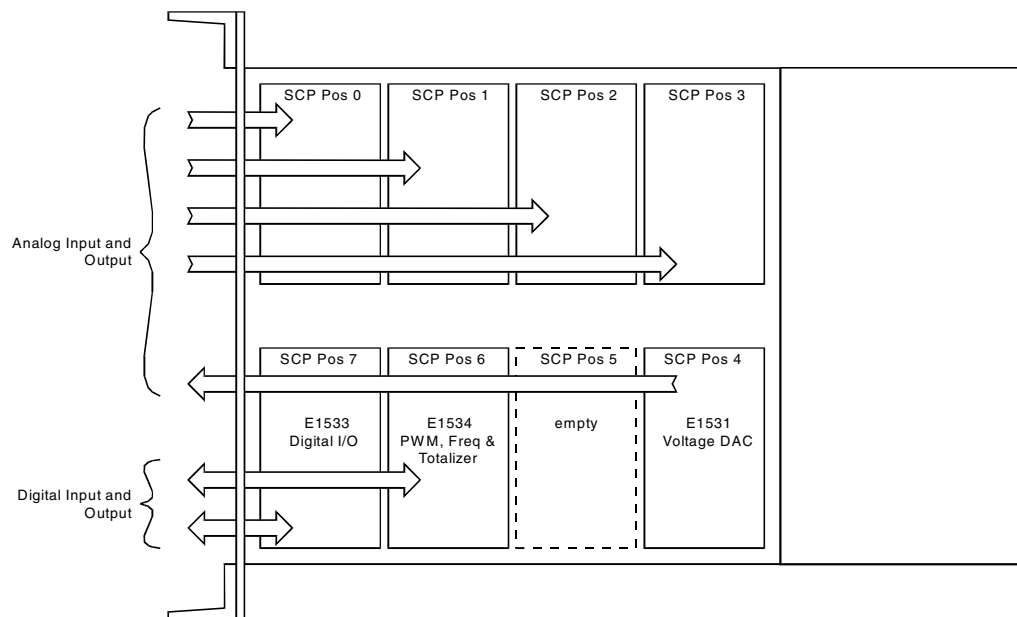 SCP Pos 0
SCP Pos 1
SCP Pos 2
SCP Pos 3
Analog Input and
Output
SCP Pos 7
SCP Pos 6
SCP Pos 5
SCP Pos 4
E1533
Digital I/O
E1534
PWM, Freq &
Totalizer
empty
E1531
Voltage DAC
Digital Input and
Output